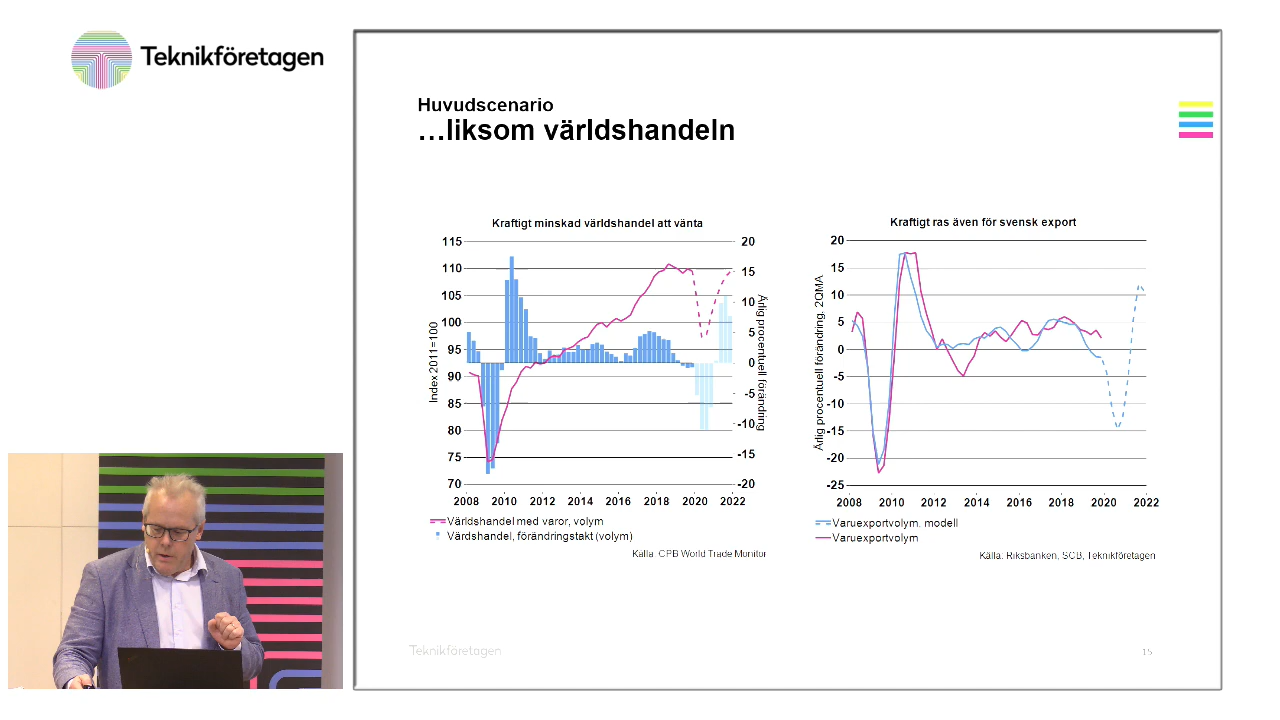 Teknikföretagen
Huvudscenario
...liksom världshandeln
Kraftigt minskad världshandel att vänta
115
110
105
100
95
90
85
80
75
70
20
15
10
5
0
-5
-10
-15
-20
Index 2011=100
Årlig procentuell förändring
2008 2010 2012 2014 2016 2018 2020 2022
Världshandel med varor, volym
Värdshandel, förändringstakt (volym)
Källa: CPB World Trade Monitor
Kraftigt ras även för svensk export
20
15
10
5
0
-5
-10
-15
-20
-25
Årlig procentuell förändring, 2QMA
2008 2010 2012 2014 2016 2018 2020 2022
Varuexportvolym, modell
Varuexportvolym
Källa: Riksbanken, SCB, Teknikföretagen
Teknikföretagen
15